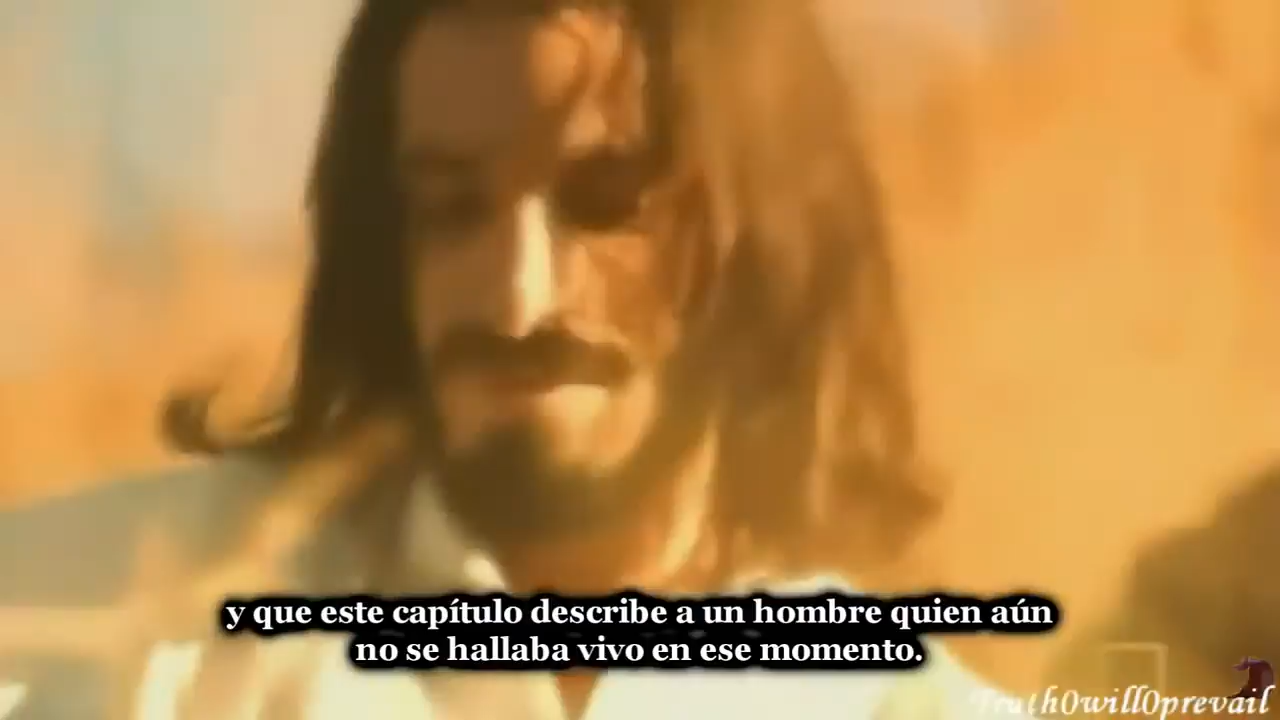 y que este capítulo describe a un hombre quien aún
no se hallaba vivo en ese momento.
Truth0will0prevail